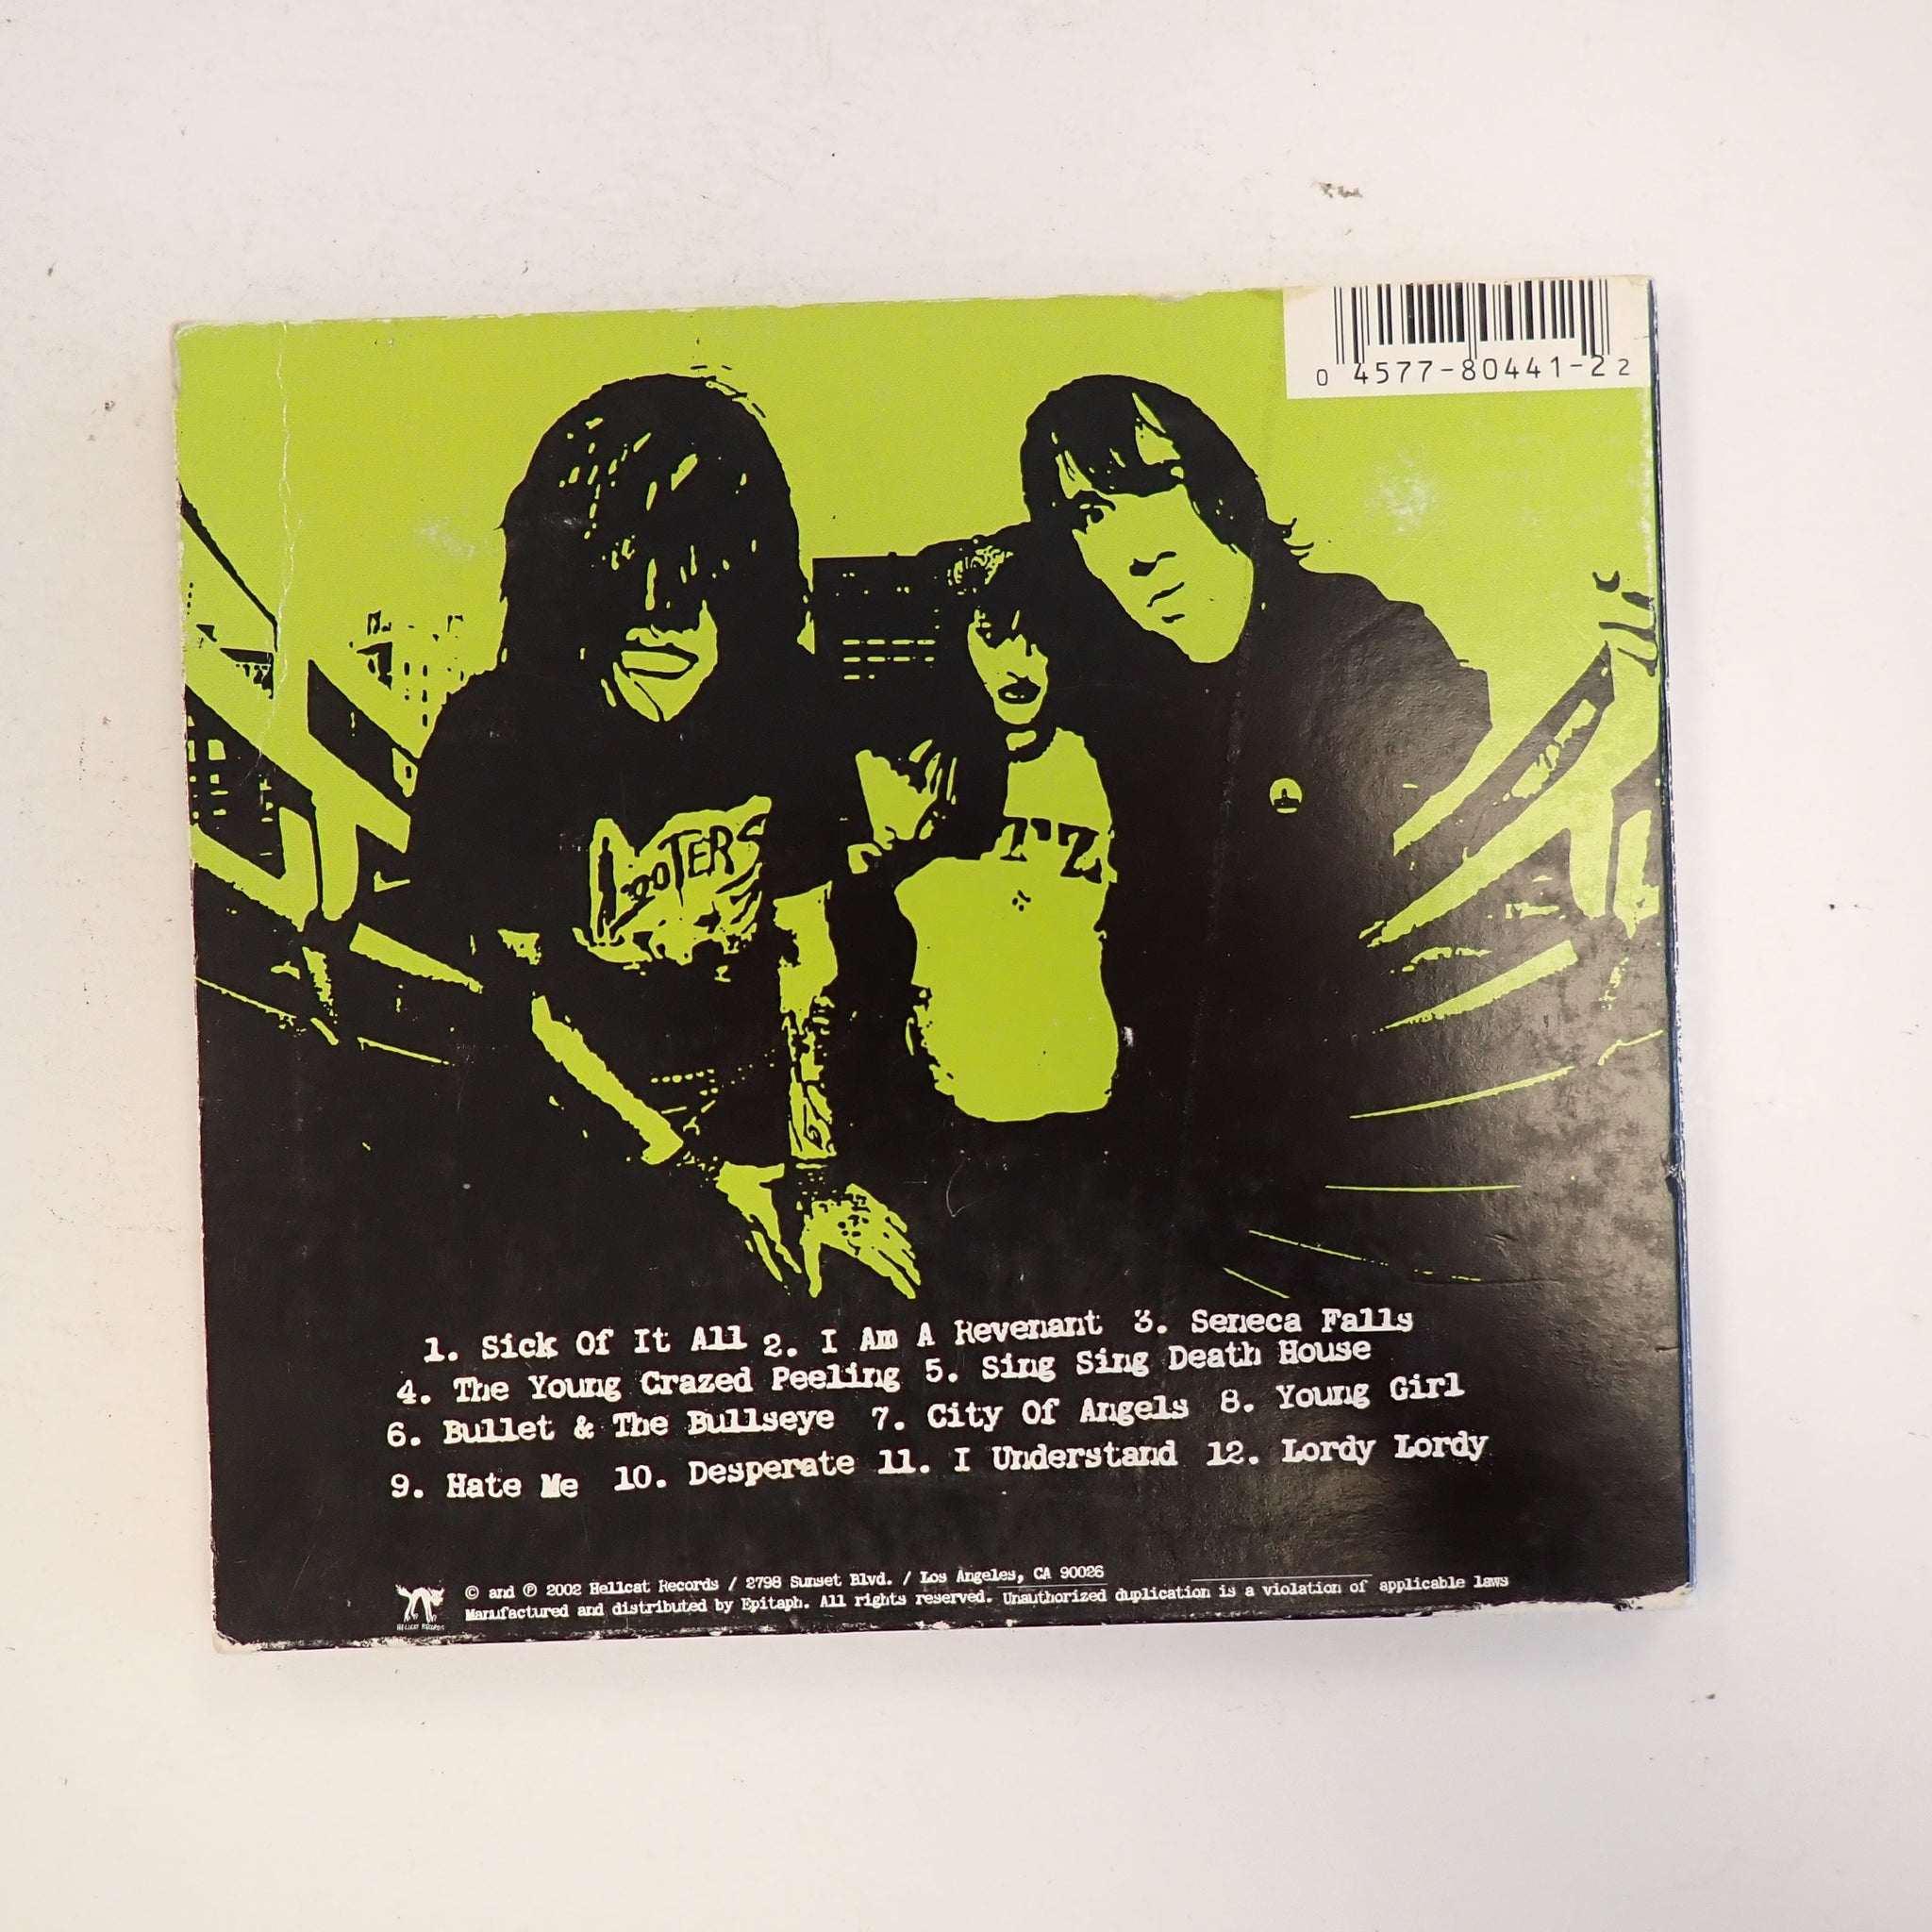 0 4577-80441-2 2
1. Sick Of It All 2. I Am A Revenant 3. Seneca Falls
4. The Young Crazed Peeling 5. Sing Sing Death House
6. Bullet & The Bullseye 7. City Of Angels 8. Young Girl
9. Hate Me 10. Desperate 11. I Understand 12. Lordy Lordy
© and ℗ 2002 Hellcat Records / 2798 Sunset Blvd. / Los Angeles, CA 90026
Manufactured and distributed by Epitaph. All rights reserved. Unauthorized duplication is a violation of applicable laws
HELLCAT RECORDS